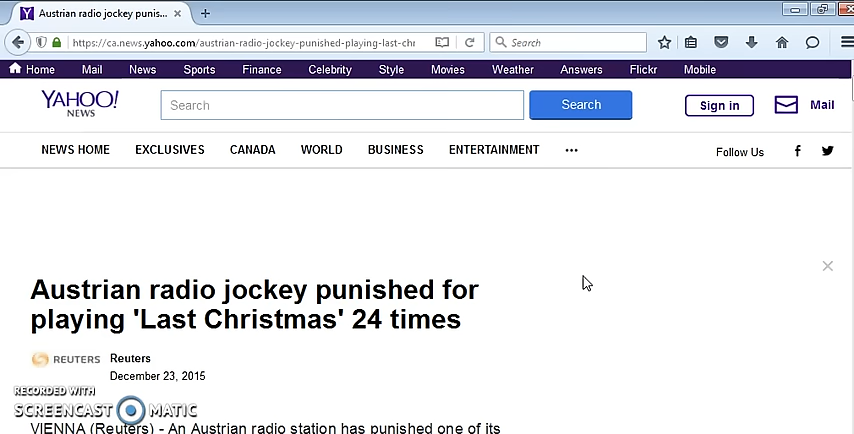 Austrian radio jockey punis...
https://ca.news.yahoo.com/austrian-radio-jockey-punished-playing-last-chr
Search
Home Mail News Sports Finance Celebrity Style Movies Weather Answers Flickr Mobile
YAHOO!
NEWS
Search
Search
Sign in
Mail
NEWS HOME EXCLUSIVES CANADA WORLD BUSINESS ENTERTAINMENT ...
Follow Us
Austrian radio jockey punished for
playing 'Last Christmas' 24 times
REUTERS
Reuters
December 23, 2015
RECORDED WITH
SCREENCAST MATIC
VIENNA (Reuters) - An Austrian radio station has punished one of its